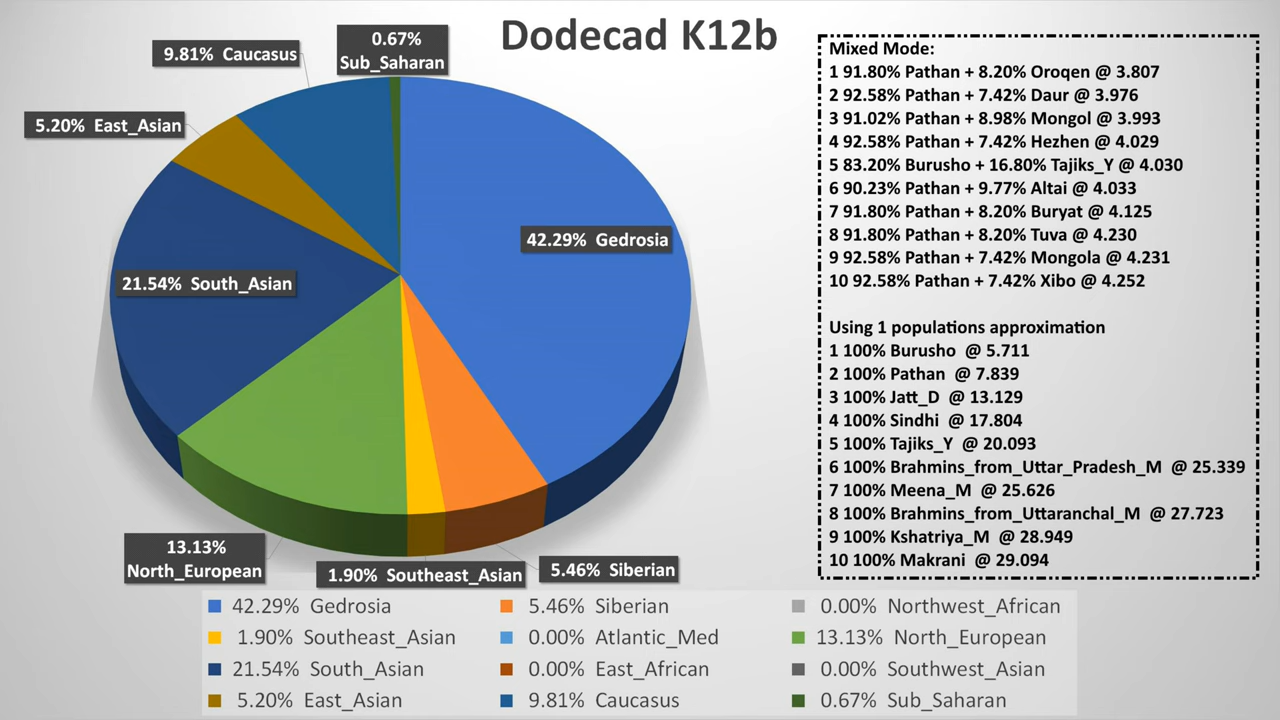 Dodecad K12b
0.67%
Sub_Saharan
9.81% Caucasus
5.20% East_Asian
42.29% Gedrosia
21.54% South_Asian
13.13%
North_European
1.90% Southeast_Asian
5.46% Siberian
Mixed Mode:
1 91.80% Pathan + 8.20% Oroqen @ 3.807
2 92.58% Pathan + 7.42% Daur @ 3.976
3 91.02% Pathan + 8.98% Mongol @ 3.993
4 92.58% Pathan + 7.42% Hezhen @ 4.029
5 83.20% Burusho + 16.80% Tajiks_Y @ 4.030
6 90.23% Pathan + 9.77% Altai @ 4.033
7 91.80% Pathan + 8.20% Buryat @ 4.125
8 91.80% Pathan + 8.20% Tuva @ 4.230
9 92.58% Pathan + 7.42% Mongola @ 4.231
10 92.58% Pathan + 7.42% Xibo @ 4.252
Using 1 populations approximation
1 100% Burusho @ 5.711
2 100% Pathan @ 7.839
3 100% Jatt_D @ 13.129
4 100% Sindhi @ 17.804
5 100% Tajiks_Y @ 20.093
6 100% Brahmins_from_Uttar_Pradesh_M @ 25.339
7 100% Meena_M @ 25.626
8 100% Brahmins_from_Uttaranchal_M @ 27.723
9 100% Kshatriya_M @ 28.949
10 100% Makrani @ 29.094
42.29% Gedrosia 5.46% Siberian 0.00% Northwest_African
1.90% Southeast_Asian 0.00% Atlantic_Med 13.13% North_European
21.54% South_Asian 0.00% East_African 0.00% Southwest_Asian
5.20% East_Asian 9.81% Caucasus 0.67% Sub_Saharan